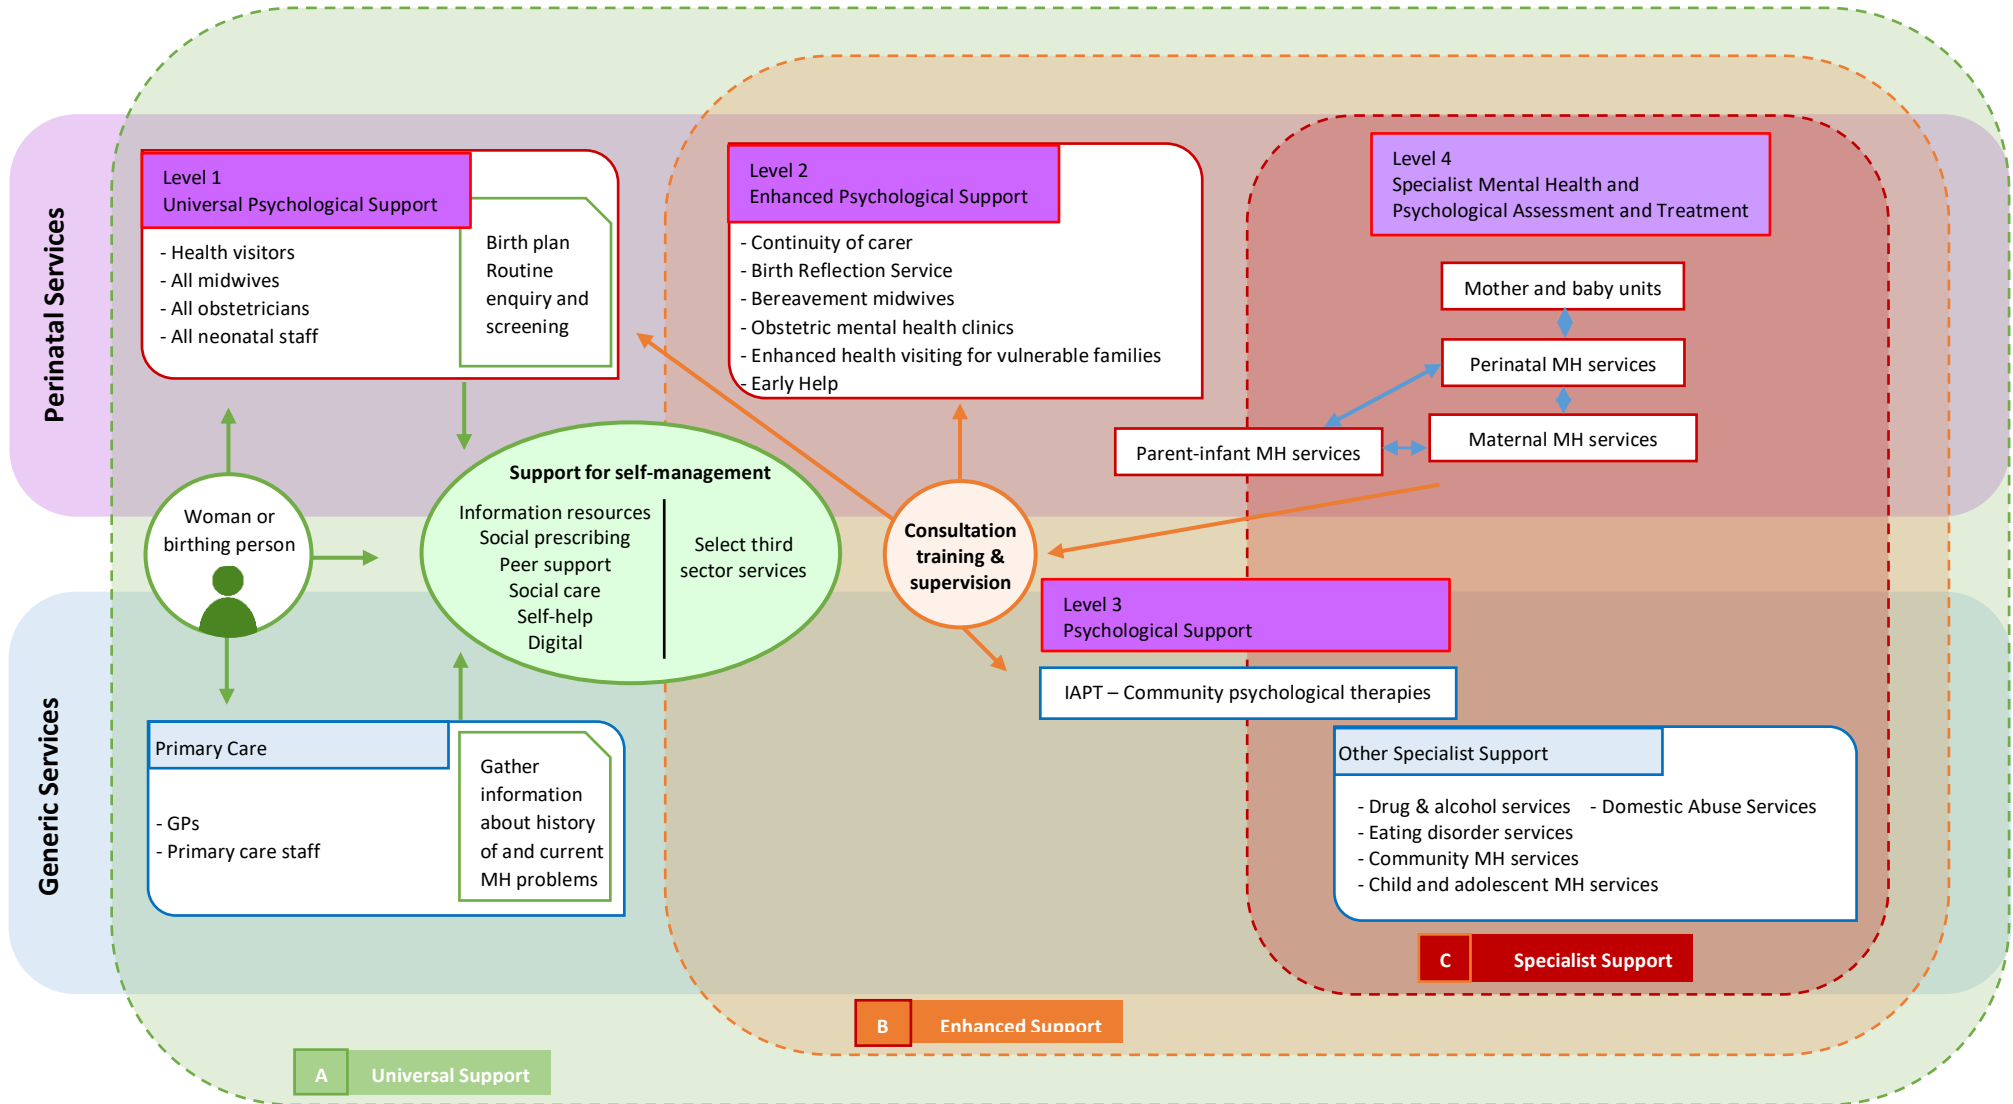 Perinatal Services
Level 1
Universal Psychological Support
- Health visitors
- All midwives
- All obstetricians
- All neonatal staff
Birth plan
Routine
enquiry and
screening
Level 2
Enhanced Psychological Support
- Continuity of carer
- Birth Reflection Service
- Bereavement midwives
- Obstetric mental health clinics
- Enhanced health visiting for vulnerable families
- Early Help
Level 4
Specialist Mental Health and
Psychological Assessment and Treatment
Mother and baby units
Perinatal MH services
Maternal MH services
Parent-infant MH services
Woman or
birthing person
Support for self-management
Information resources
Social prescribing
Peer support
Social care
Self-help
Digital
Select third
sector services
Consultation
training &
supervision
Level 3
Psychological Support
IAPT – Community psychological therapies
Generic Services
Primary Care
- GPs
- Primary care staff
Gather
information
about history
of and current
MH problems
Other Specialist Support
- Drug & alcohol services - Domestic Abuse Services
- Eating disorder services
- Community MH services
- Child and adolescent MH services
C Specialist Support
B Enhanced Support
A Universal Support